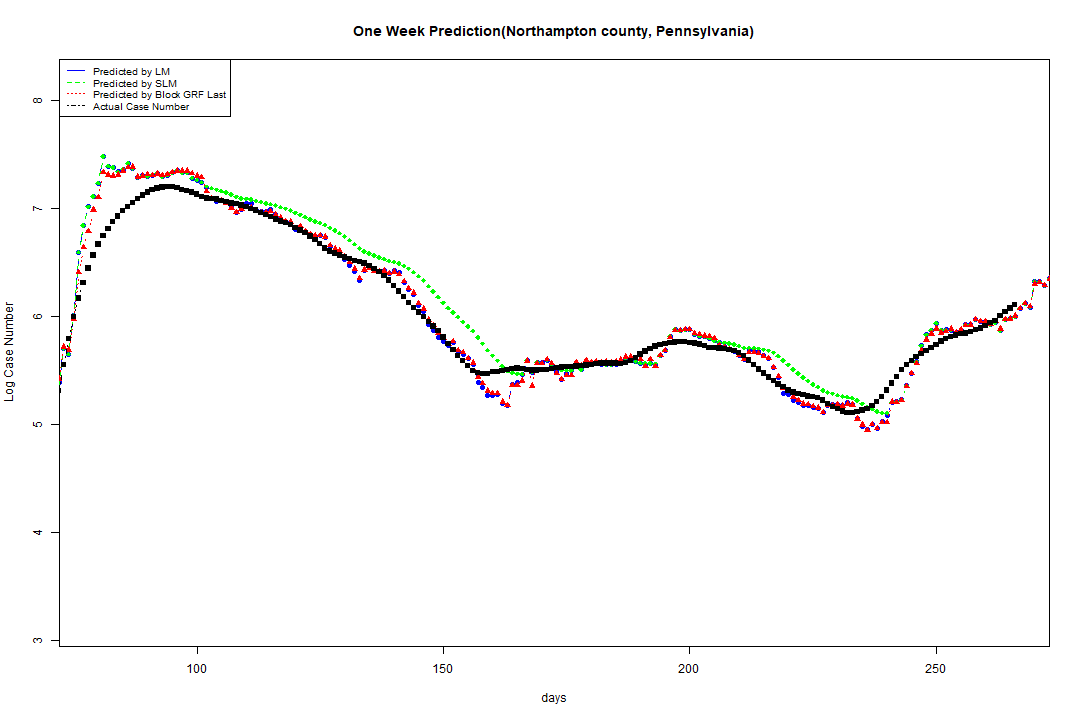 One Week Prediction(Northampton county, Pennsylvania)
Predicted by LM
Predicted by SLM
Predicted by Block GRF Last
Actual Case Number
8
7
6
5
4
3
Log Case Number
100 150 200 250
days